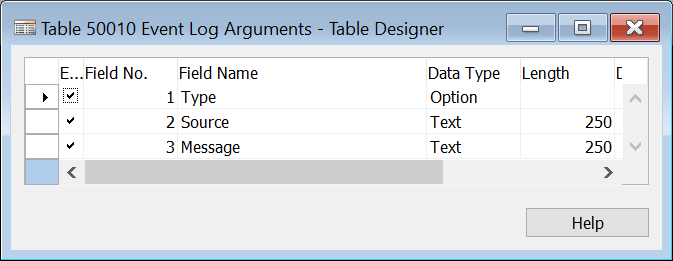 Table 50010 Event Log Arguments - Table Designer
E... Field No. Field Name Data Type Length D
1 Type Option
2 Source Text 250
3 Message Text 250
Help